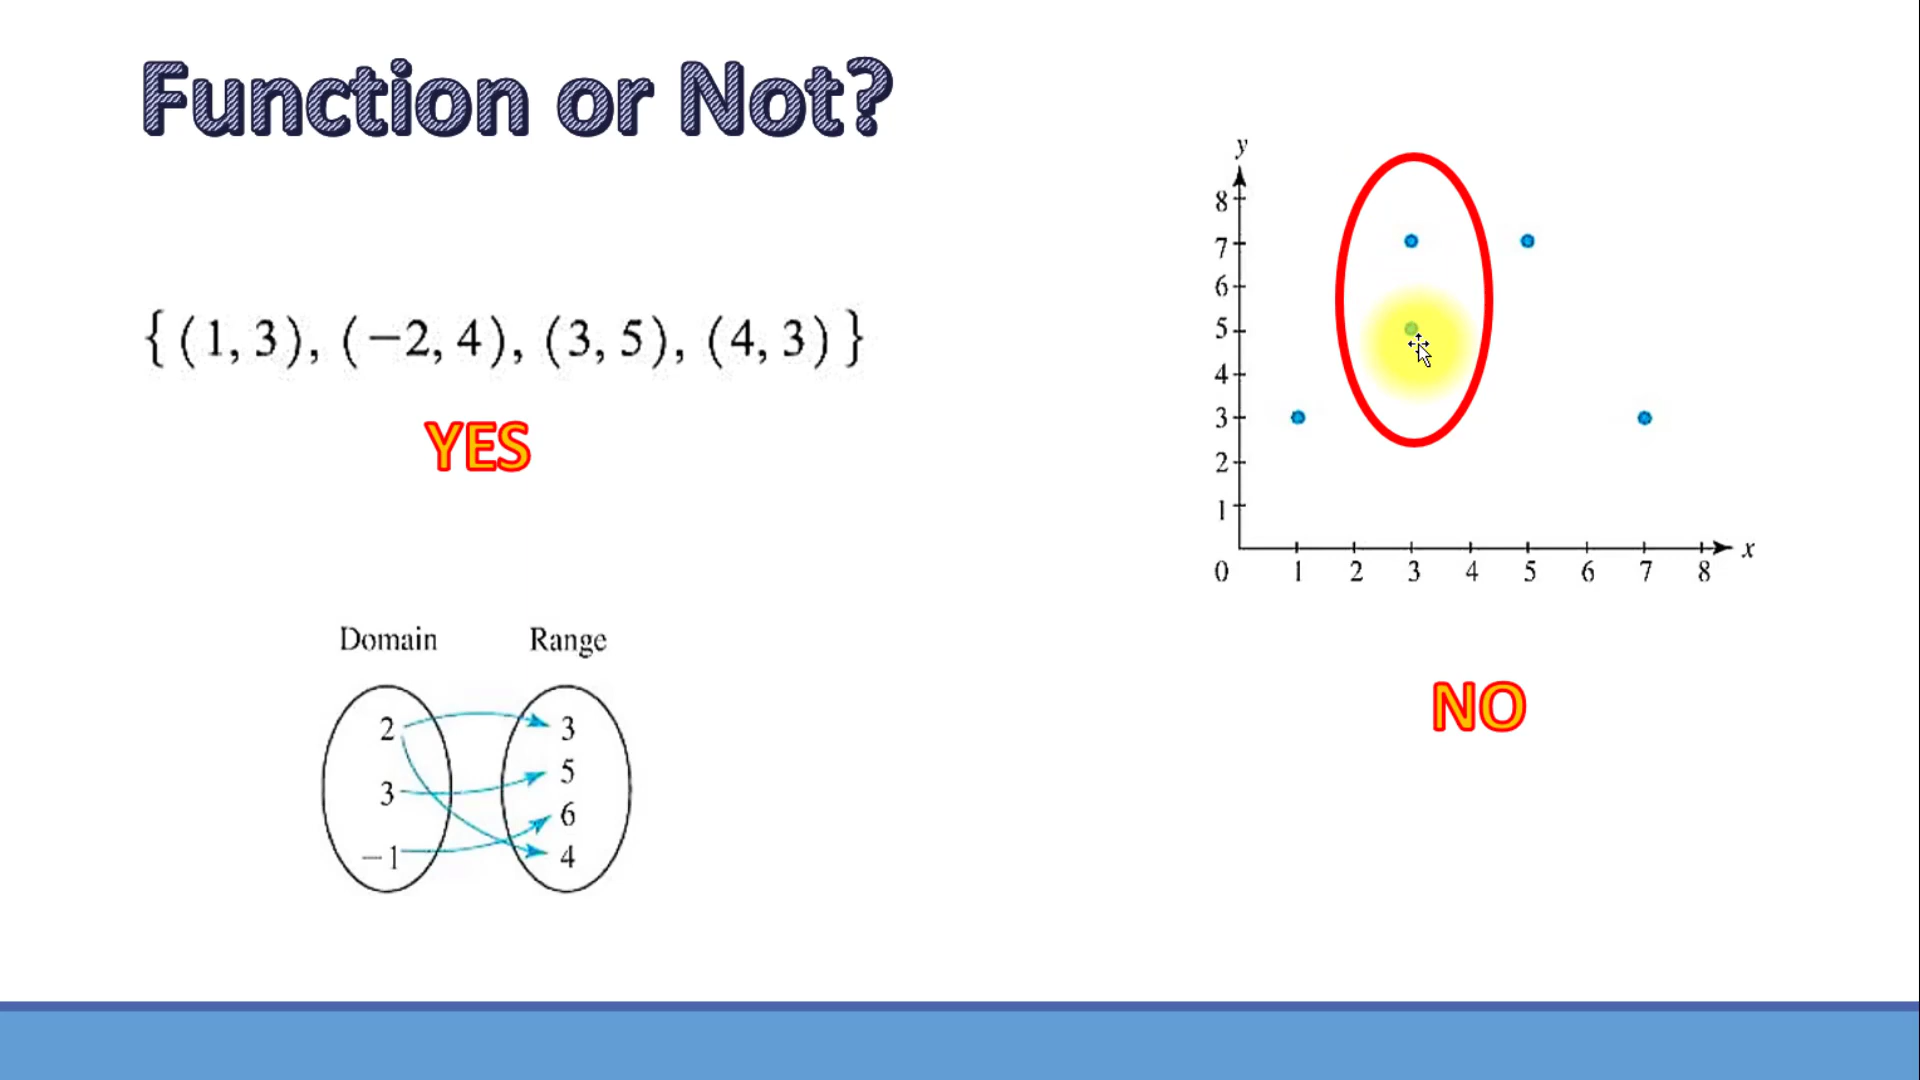 Function or Not?
{(1, 3), (−2, 4), (3, 5), (4, 3)}
YES
y
8
7
6
5
4
3
2
1
0 1 2 3 4 5 6 7 8 x
NO
Domain Range
2 3
3 5
−1 6
4